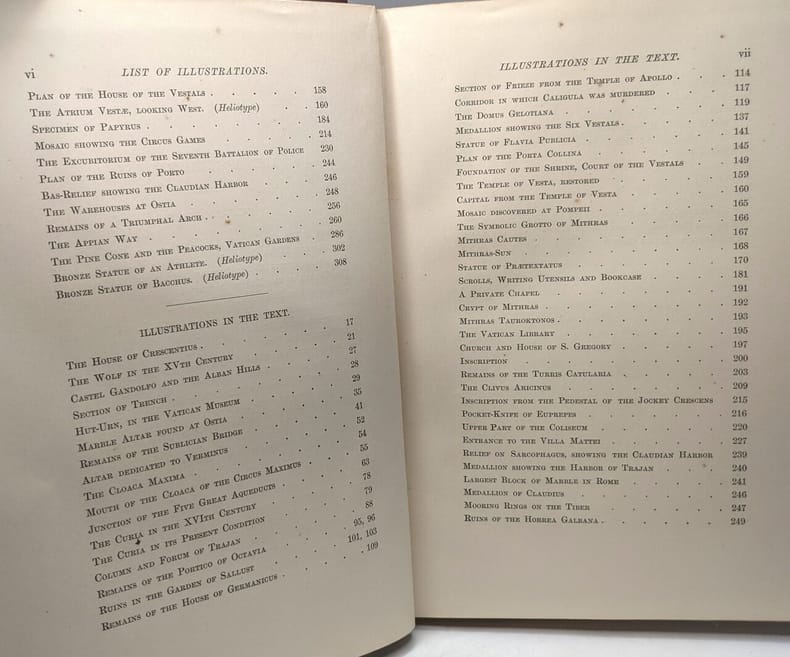 vi LIST OF ILLUSTRATIONS.
Plan of the House of the Vestals . . . . . 158
The Atrium Vestæ, looking West. (Heliotype) . . . 160
Specimen of Papyrus . . . . . . . 184
Mosaic showing the Circus Games . . . . . 214
The Excubitorium of the Seventh Battalion of Police 230
Plan of the Ruins of Porto . . . . . 244
Bas-Relief showing the Claudian Harbor . . . 246
The Warehouses at Ostia . . . . . . 248
Remains of a Triumphal Arch . . . . . 256
The Appian Way . . . . . . . 260
The Pine Cone and the Peacocks, Vatican Gardens . 286
Bronze Statue of an Athlete. (Heliotype) . . . 302
Bronze Statue of Bacchus. (Heliotype) . . . . 308
ILLUSTRATIONS IN THE TEXT.
The House of Crescentius . . . . . . 17
The Wolf in the XVth Century . . . . . 21
Castel Gandolfo and the Alban Hills . . . . 27
Section of Trench . . . . . . . 28
Hut-Urn, in the Vatican Museum . . . . . 29
Marble Altar found at Ostia . . . . . 35
Remains of the Sublician Bridge . . . . . 41
Altar dedicated to Verminus . . . . . 52
The Cloaca Maxima . . . . . . . 54
Mouth of the Cloaca of the Circus Maximus . . . 55
Junction of the Five Great Aqueducts . . . . 63
The Curia in the XVIth Century . . . . . 78
The Curia in its Present Condition . . . . 79
Column and Forum of Trajan . . . . . 88
Remains of the Portico of Octavia . . . . 95, 96
Ruins in the Garden of Sallust . . . . 101, 103
Remains of the House of Germanicus . . . . 109
ILLUSTRATIONS IN THE TEXT. vii
Section of Frieze from the Temple of Apollo . . . 114
Corridor in which Caligula was murdered . . . 117
The Domus Gelotiana . . . . . . 119
Medallion showing the Six Vestals . . . . . 137
Statue of Flavia Publicia . . . . . . 141
Plan of the Porta Collina . . . . . . 145
Foundation of the Shrine, Court of the Vestals . . 149
The Temple of Vesta, restored . . . . . 159
Capital from the Temple of Vesta . . . . . 160
Mosaic discovered at Pompeii . . . . . . 165
The Symbolic Grotto of Mithras . . . . . 166
Mithras Cautes . . . . . . . . 167
Mithras-Sun . . . . . . . . 168
Statue of Prætextatus . . . . . . 170
Scrolls, Writing Utensils and Bookcase . . . . 181
A Private Chapel . . . . . . . 191
Crypt of Mithras . . . . . . . 192
Mithras Tauroktonos . . . . . . . 193
The Vatican Library . . . . . . . 195
Church and House of S. Gregory . . . . . 197
Inscription . . . . . . . . 200
Remains of the Turris Catularia . . . . . 203
The Clivus Aricinus . . . . . . . 209
Inscription from the Pedestal of the Jockey Crescens 215
Pocket-Knife of Euprepes . . . . . . 216
Upper Part of the Coliseum . . . . . . 220
Entrance to the Villa Mattei . . . . . 227
Relief on Sarcophagus, showing the Claudian Harbor 239
Medallion showing the Harbor of Trajan . . . 240
Largest Block of Marble in Rome . . . . . 241
Medallion of Claudius . . . . . . 246
Mooring Rings on the Tiber . . . . . . 247
Ruins of the Horrea Galbana . . . . . . 249